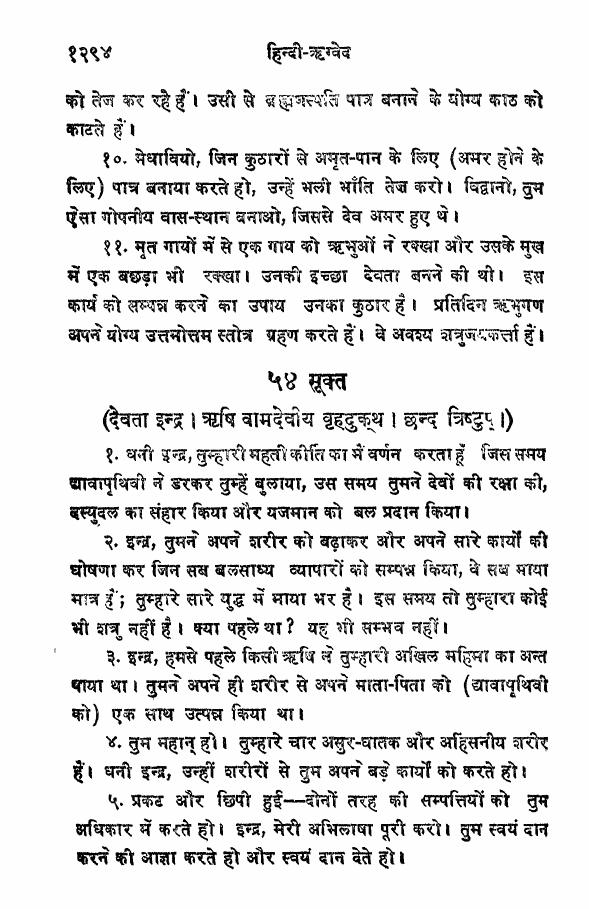 १२९४ हिन्दी-ऋग्वेद
को तेज कर रहे हैं। उसी से ब्रह्मणस्पति पात्र बनाने के योग्य काठ को
काटते हैं।
१०. मेधावियो, जिन कुठारों से अमृत-पान के लिए (अमर होने के
लिए) पात्र बनाया करते हो, उन्हें भली भाँति तेज करो। विद्वानो, तुम
ऐसा गोपनीय वास-स्थान बनाओ, जिससे देव अमर हुए थे।
११. मृत गायों में से एक गाय को ऋभुओं ने रक्खा और उसके मुख
में एक बछड़ा भी रक्खा। उनकी इच्छा देवता बनने की थी। इस
कार्य को सम्पन्न करने का उपाय उनका कुठार है। प्रतिदिन ऋभुगण
अपने योग्य उत्तमोत्तम स्तोत्र ग्रहण करते हैं। वे अवश्य शत्रुजयकर्त्ता हैं।
५४ सूक्त
(देवता इन्द्र। ऋषि वामदेवीय वृहदुक्थ। छन्द त्रिष्टुप्।)
१. धनी इन्द्र, तुम्हारी महती कीर्ति का मैं वर्णन करता हूँ जिस समय
द्यावापृथिवी ने डरकर तुम्हें बुलाया, उस समय तुमने देवों की रक्षा की,
दस्युदल का संहार किया और यजमान को बल प्रदान किया।
२. इन्द्र, तुमने अपने शरीर को बढ़ाकर और अपने सारे कार्यों की
घोषणा कर जिन सब बलसाध्य व्यापारों को सम्पन्न किया, वे सब माया
मात्र हैं; तुम्हारे सारे युद्ध में माया भर है। इस समय तो तुम्हारा कोई
भी शत्रु नहीं है। क्या पहले था? यह भी सम्भव नहीं।
३. इन्द्र, हमसे पहले किसी ऋषि ने तुम्हारी अखिल महिमा का अन्त
पाया था। तुमने अपने ही शरीर से अपने माता-पिता को (द्यावापृथिवी
को) एक साथ उत्पन्न किया था।
४. तुम महान् हो। तुम्हारे चार असुर-घातक और अहिंसनीय शरीर
हैं। धनी इन्द्र, उन्हीं शरीरों से तुम अपने बड़े कार्यों को करते हो।
५. प्रकट और छिपी हुई--दोनों तरह की सम्पत्तियों को तुम
अधिकार में करते हो। इन्द्र, मेरी अभिलाषा पूरी करो। तुम स्वयं दान
करने की आज्ञा करते हो और स्वयं दान देते हो।